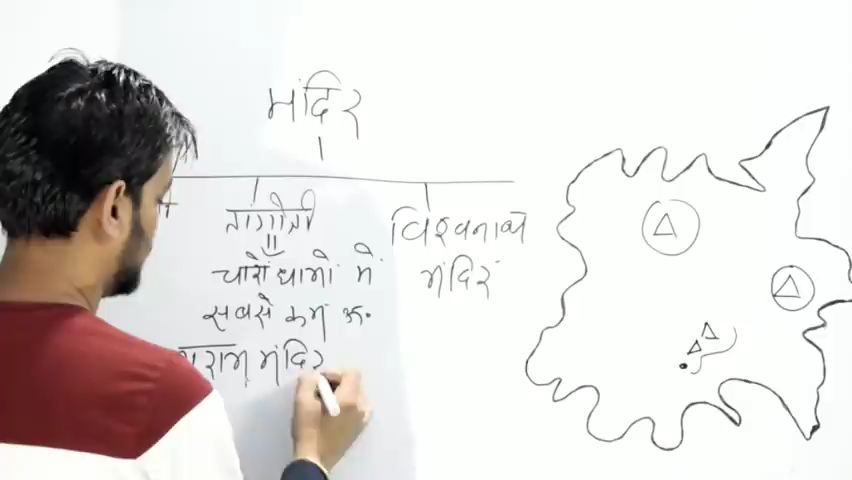 मंदिर
गंगोत्री
चारों धामों में
सबसे कम ऊँ॰
मंदिर
विश्वनाथ
मंदिर